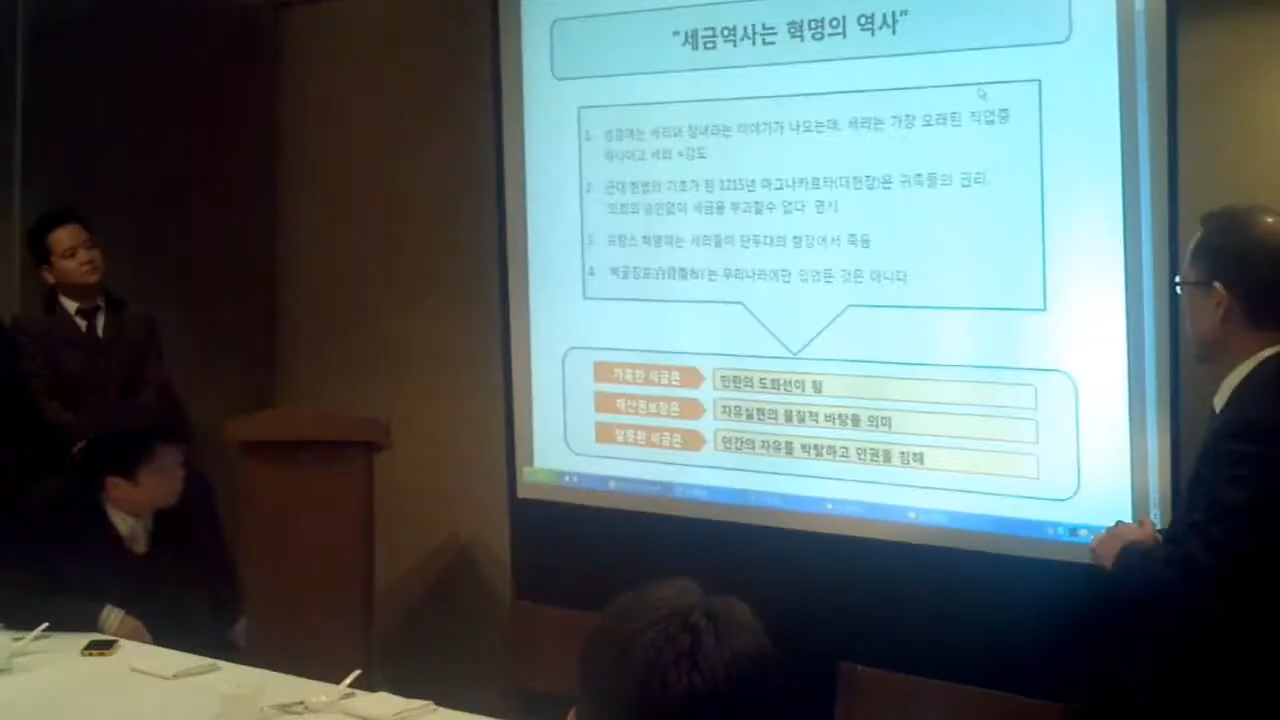 “세금역사는 혁명의 역사”
1. 성경에는 세리와 창녀라는 이야기가 나오는데, 세리는 가장 오래된 직업중
하나이고 세리 =강도
2. 근대 헌법의 기초가 된 1215년 마그나카르타(대헌장)은 귀족들의 권리,
'의회의 승인없이 세금을 부과할수 없다' 명시
3. 프랑스 혁명때는 세리들이 단두대의 형장에서 죽음
4. '백골징포(白骨徵布)'는 우리나라에만 있었던 것은 아니다
가혹한 세금은 민란의 도화선이 됨
재산권보장은 자유실현의 물질적 바탕을 의미
잘못된 세금은 인간의 자유를 박탈하고 인권을 침해